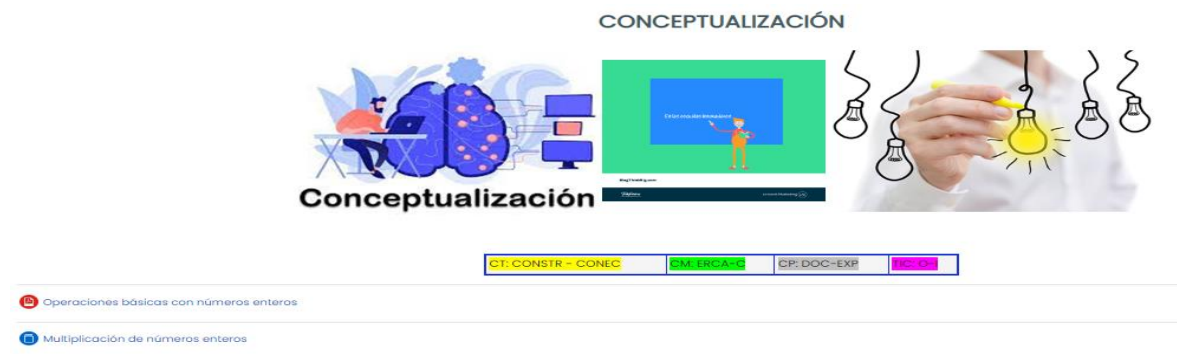 CONCEPTUALIZACIÓN
Conceptualización
CT: CONSTR - CONEC CM: ERCA-C CP: DOC-EXP TIC: O-I
Operaciones básicas con números enteros
Multiplicación de números enteros